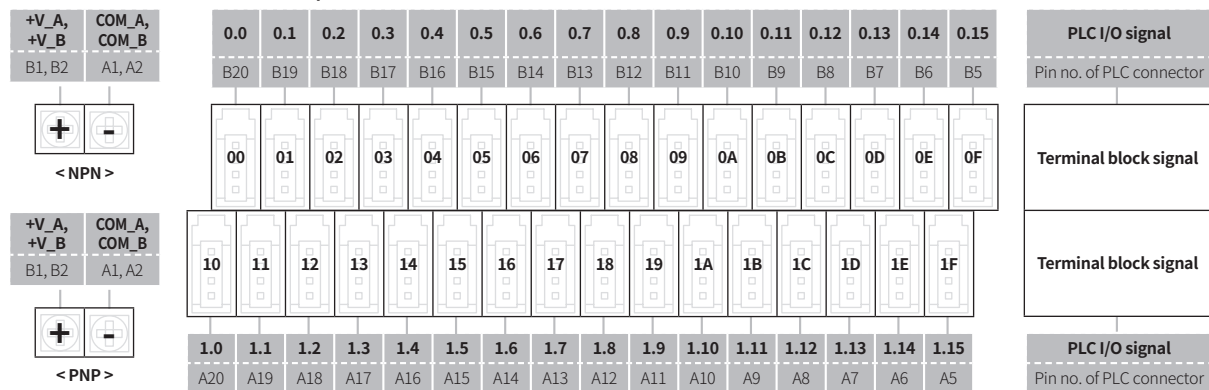 +V_A, COM_A, 0.0 0.1 0.2 0.3 0.4 0.5 0.6 0.7 0.8 0.9 0.10 0.11 0.12 0.13 0.14 0.15 PLC I/O signal
+V_B COM_B
B1, B2 A1, A2 B20 B19 B18 B17 B16 B15 B14 B13 B12 B11 B10 B9 B8 B7 B6 B5 Pin no. of PLC connector
+ -
00 01 02 03 04 05 06 07 08 09 0A 0B 0C 0D 0E 0F Terminal block signal
< NPN >
+V_A, COM_A,
+V_B COM_B
B1, B2 A1, A2
10 11 12 13 14 15 16 17 18 19 1A 1B 1C 1D 1E 1F Terminal block signal
+ -
1.0 1.1 1.2 1.3 1.4 1.5 1.6 1.7 1.8 1.9 1.10 1.11 1.12 1.13 1.14 1.15 PLC I/O signal
< PNP >
A20 A19 A18 A17 A16 A15 A14 A13 A12 A11 A10 A9 A8 A7 A6 A5 Pin no. of PLC connector